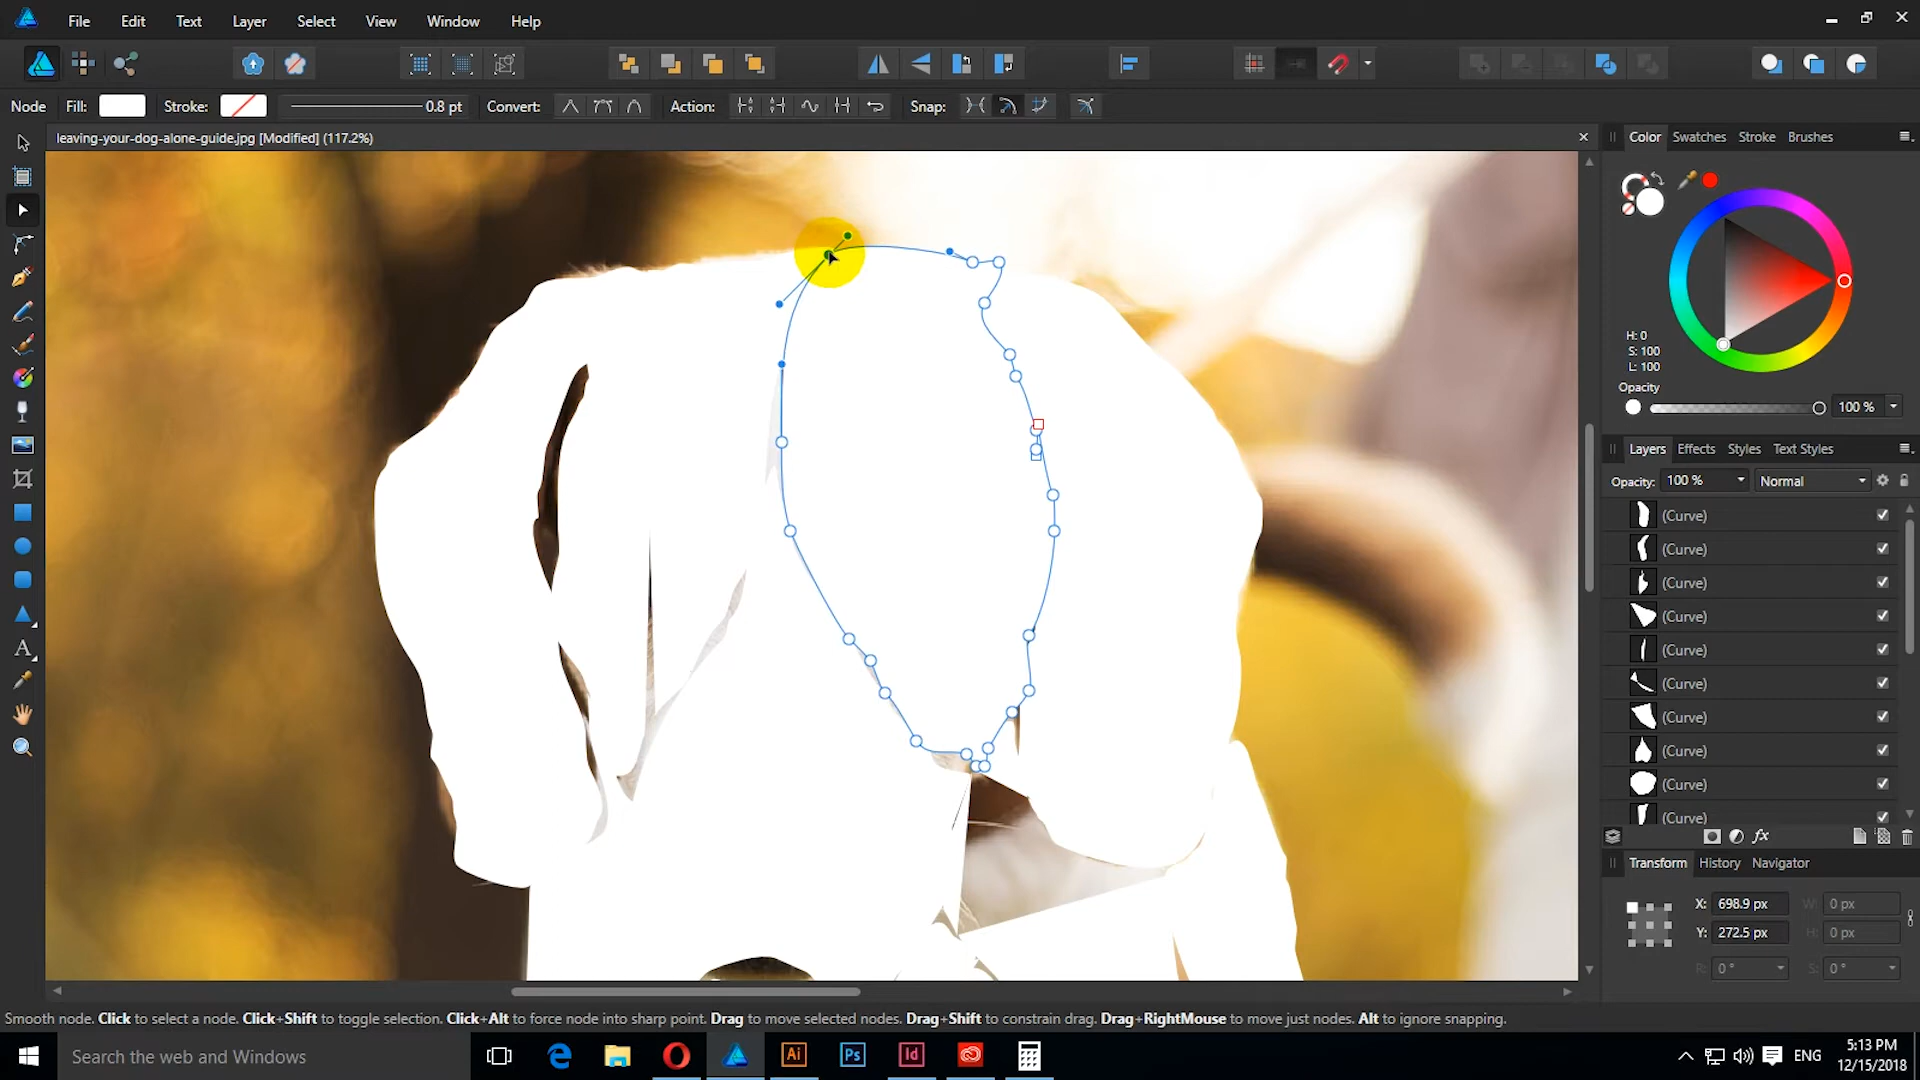 File Edit Text Layer Select View Window Help
Node Fill: Stroke: 0.8 pt Convert: Action: Snap:
leaving-your-dog-alone-guide.jpg [Modified] (117.2%)
Color Swatches Stroke Brushes
H: 0
S: 100
L: 100
Opacity
100 %
Layers Effects Styles Text Styles
Opacity: 100 % Normal
(Curve)
(Curve)
(Curve)
(Curve)
(Curve)
(Curve)
(Curve)
(Curve)
(Curve)
(Curve)
fx
Transform History Navigator
X: 698.9 px W: 0 px
Y: 272.5 px H: 0 px
R: 0 ° S: 0 °
A
Smooth node. Click to select a node. Click+Shift to toggle selection. Click+Alt to force node into sharp point. Drag to move selected nodes. Drag+Shift to constrain drag. Drag+RightMouse to move just nodes. Alt to ignore snapping.
Search the web and Windows
Ai Ps Id
ENG
5:13 PM
12/15/2018